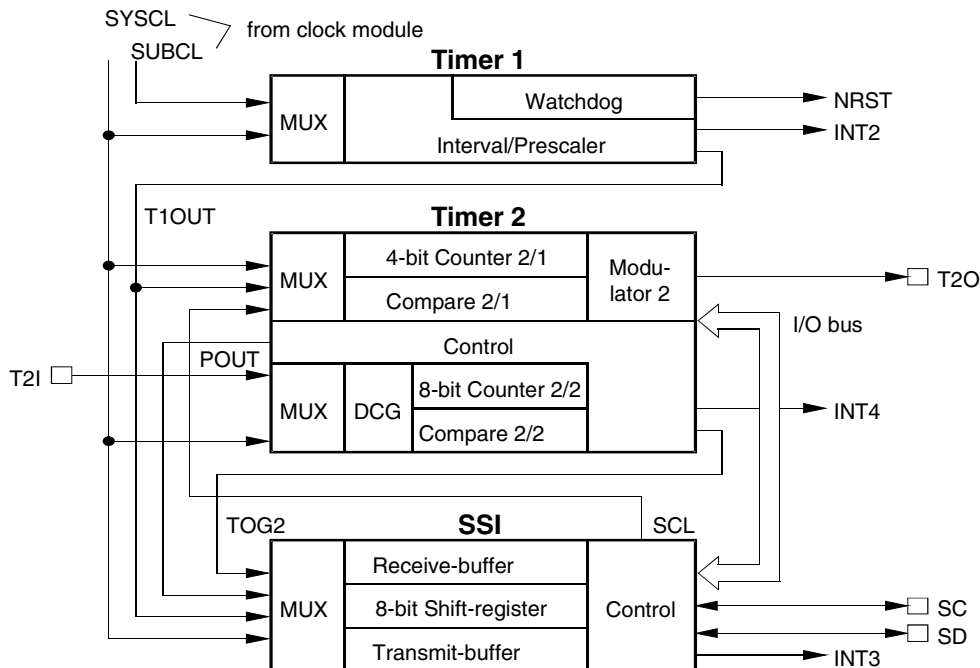 SYSCL
from clock module
SUBCL
Timer 1
Watchdog
NRST
MUX
INT2
Interval/Prescaler
T1OUT
Timer 2
4-bit Counter 2/1
Modu-
lator 2
MUX
T2O
Compare 2/1
I/O bus
Control
POUT
T2I
8-bit Counter 2/2
MUX
DCG
INT4
Compare 2/2
TOG2
SSI
SCL
Receive-buffer
MUX
8-bit Shift-register
Control
SC
SD
Transmit-buffer
INT3